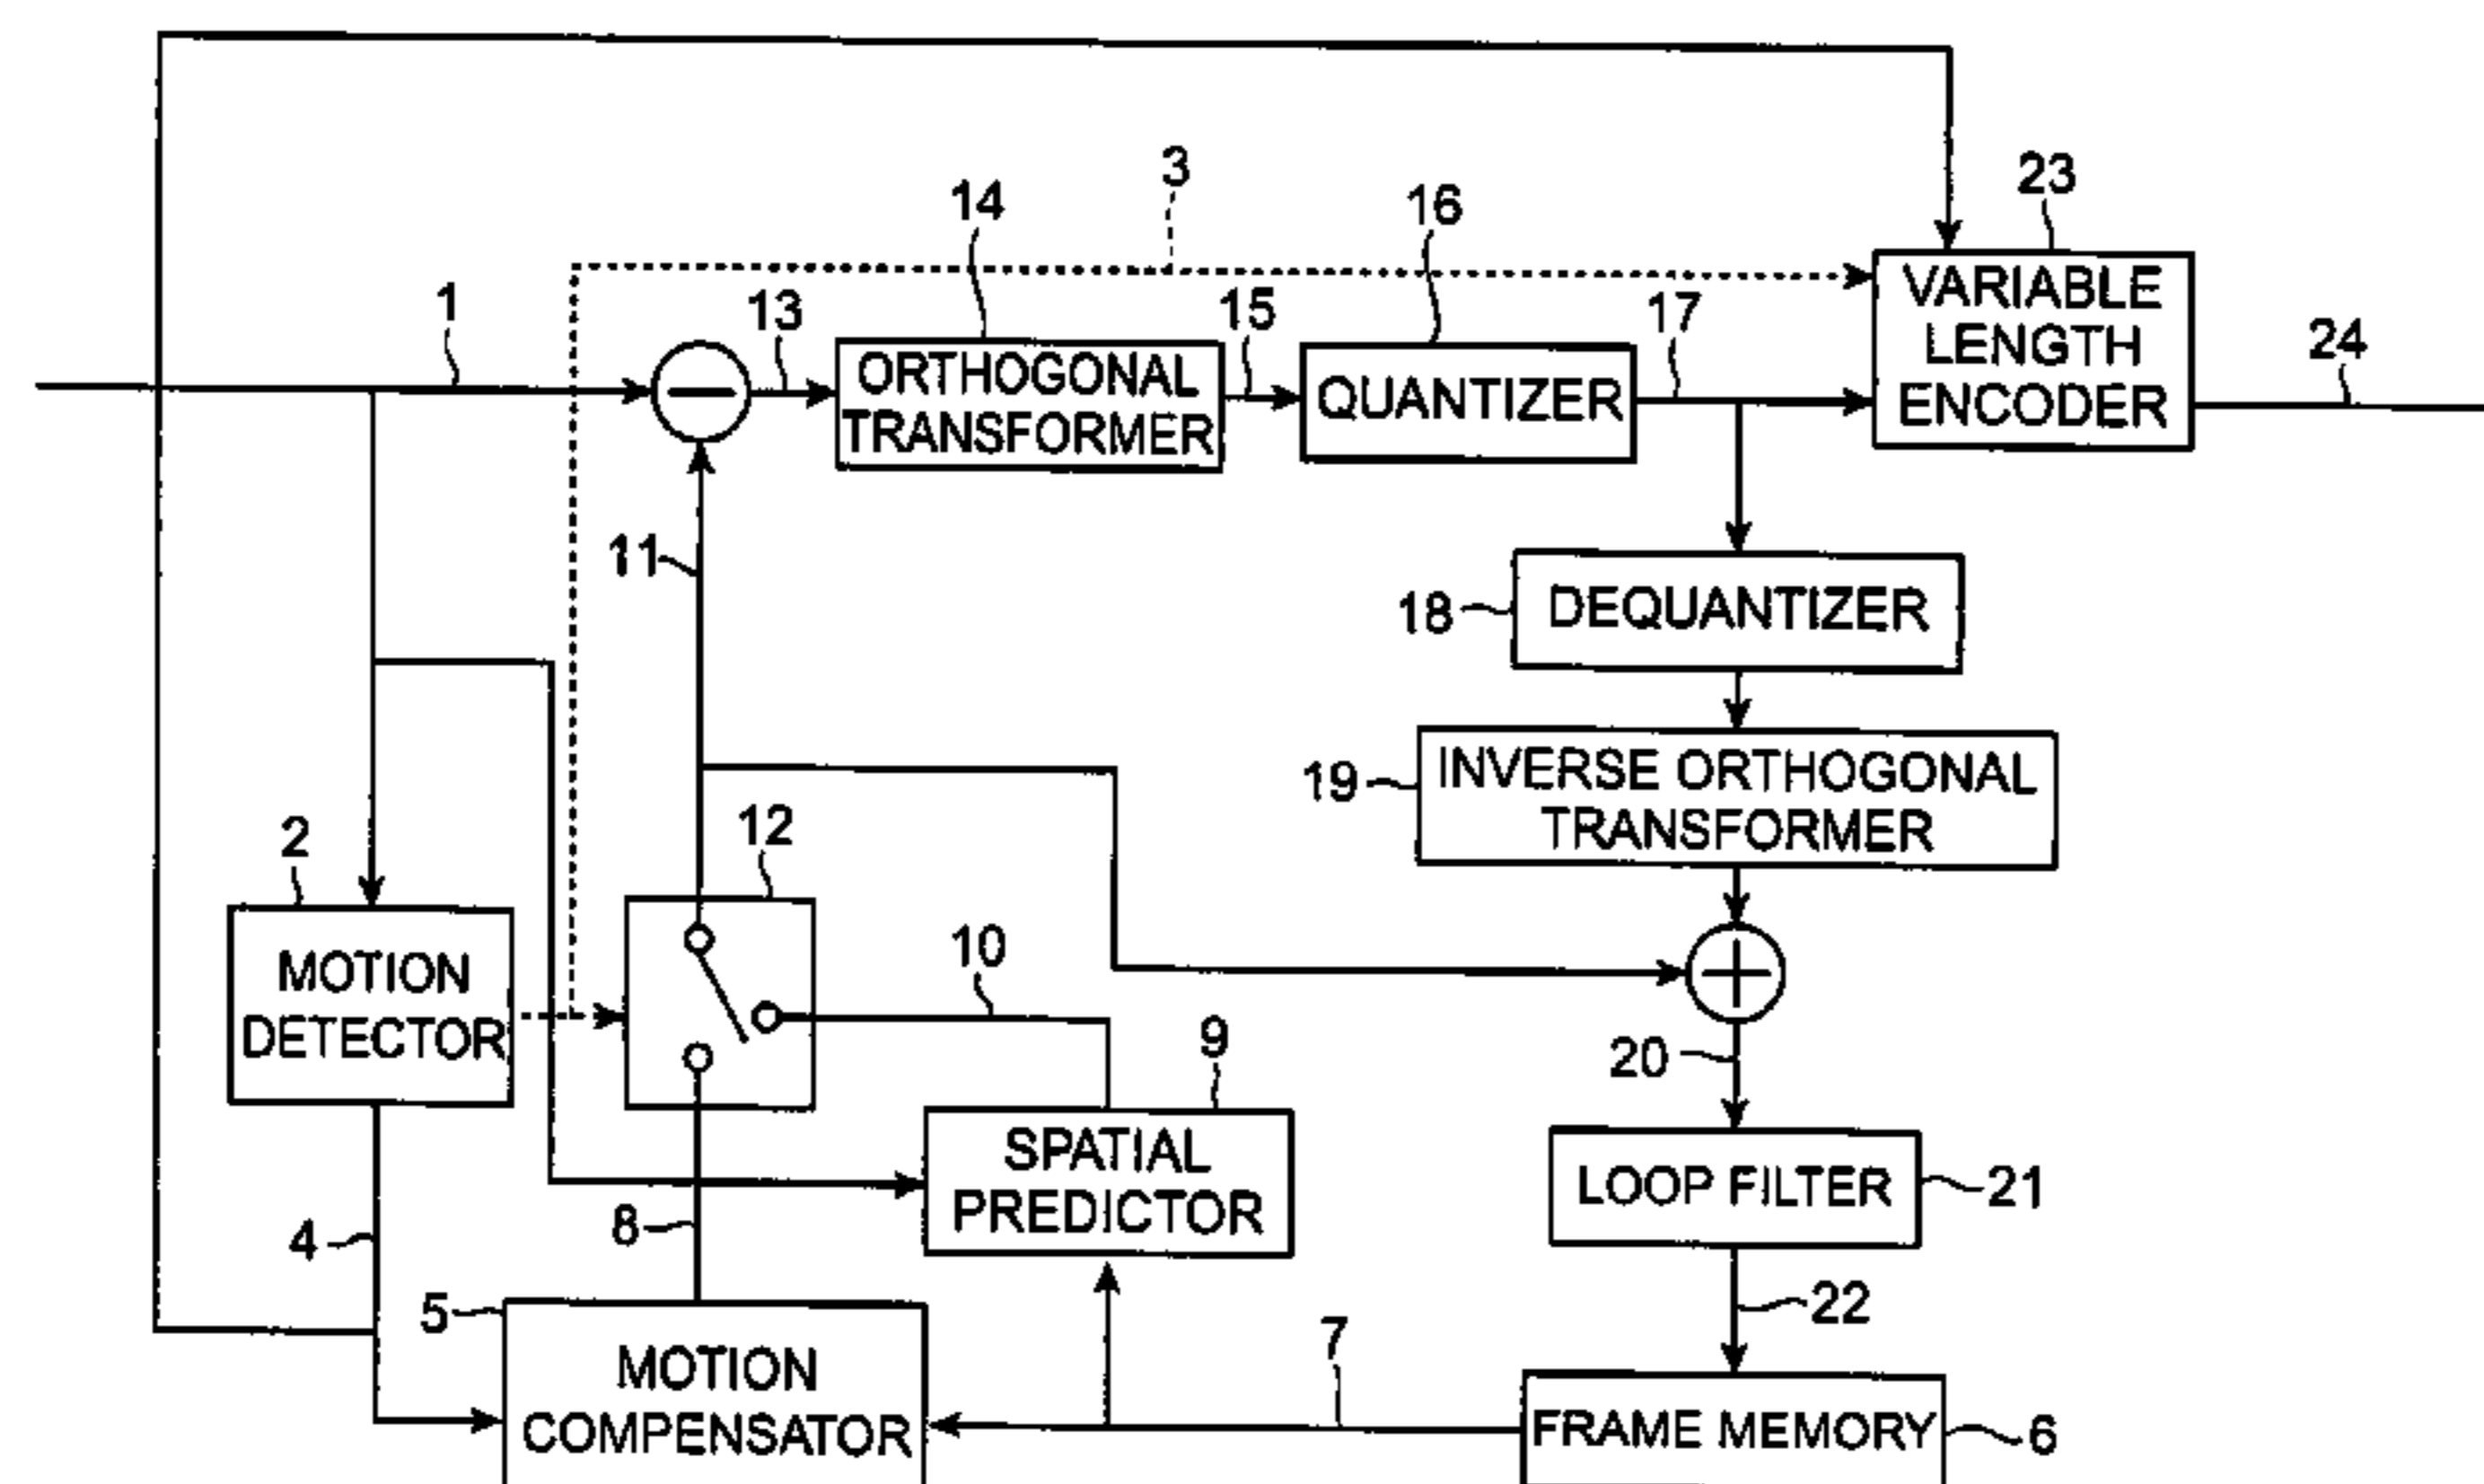 3
14
16
23
1
13
15
17
24
VARIABLE
LENGTH
ENCODER
ORTHOGONAL
TRANSFORMER
QUANTIZER
11
18
DEQUANTIZER
19
INVERSE ORTHOGONAL
TRANSFORMER
2
12
MOTION
DETECTOR
10
9
20
SPATIAL
PREDICTOR
LOOP FILTER
21
4
8
5
22
7
MOTION
COMPENSATOR
FRAME MEMORY
6